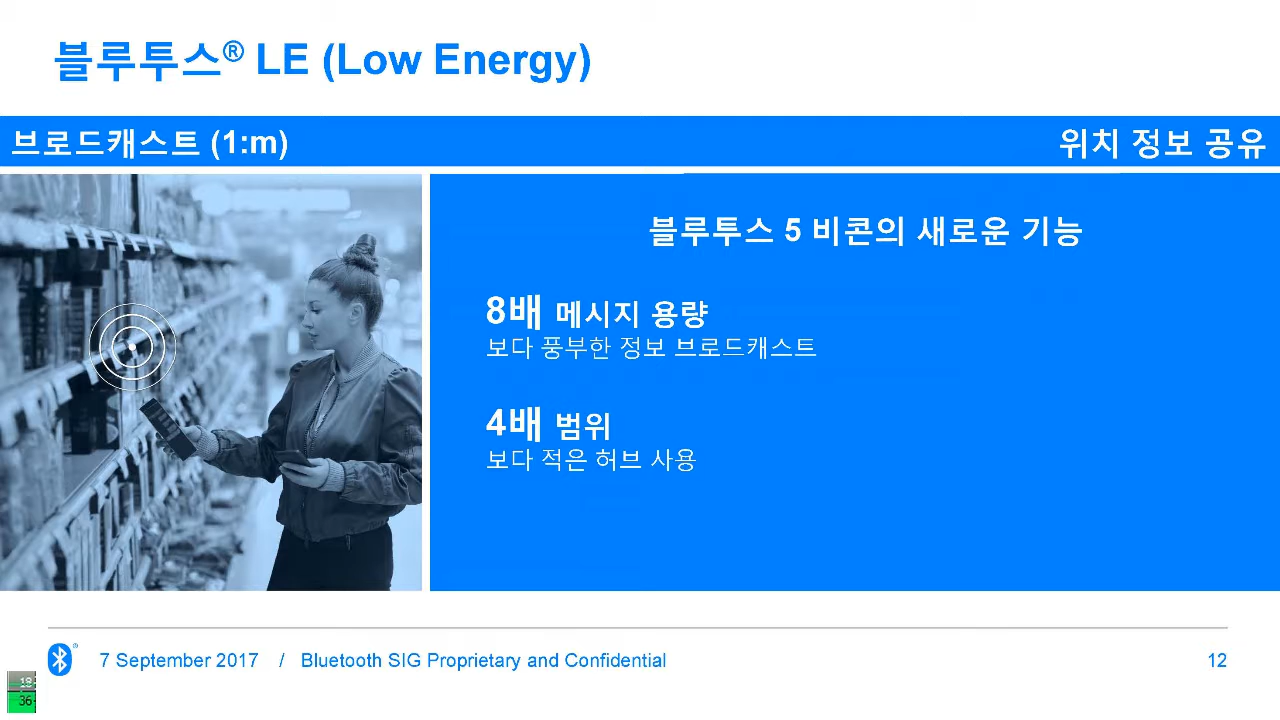 블루투스® LE (Low Energy)
브로드캐스트 (1:m)
위치 정보 공유
블루투스 5 비콘의 새로운 기능
8배 메시지 용량
보다 풍부한 정보 브로드캐스트
4배 범위
보다 적은 허브 사용
7 September 2017 / Bluetooth SIG Proprietary and Confidential
12
18
36